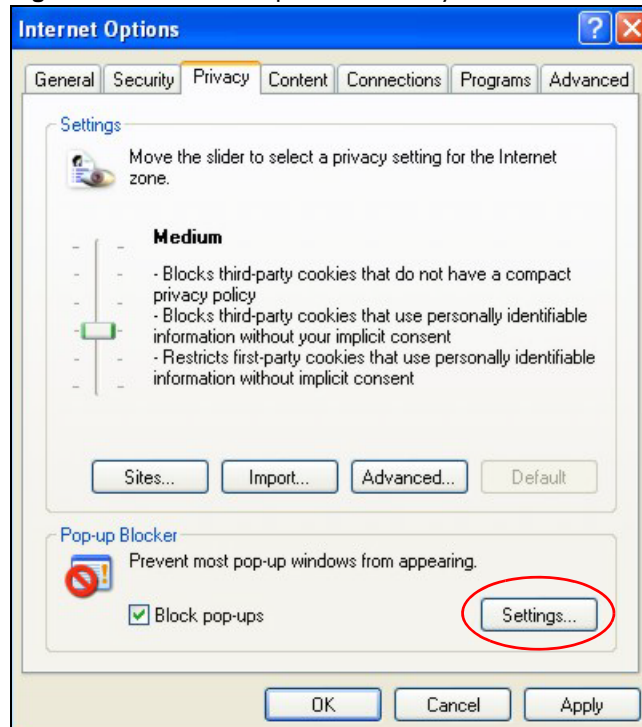 Internet Options
General Security Privacy Content Connections Programs Advanced
Settings
Move the slider to select a privacy setting for the Internet
zone.
Medium
- Blocks third-party cookies that do not have a compact
privacy policy
- Blocks third-party cookies that use personally identifiable
information without your implicit consent
- Restricts first-party cookies that use personally identifiable
information without implicit consent
Sites... Import... Advanced... Default
Pop-up Blocker
Prevent most pop-up windows from appearing.
Block pop-ups
Settings...
OK Cancel Apply